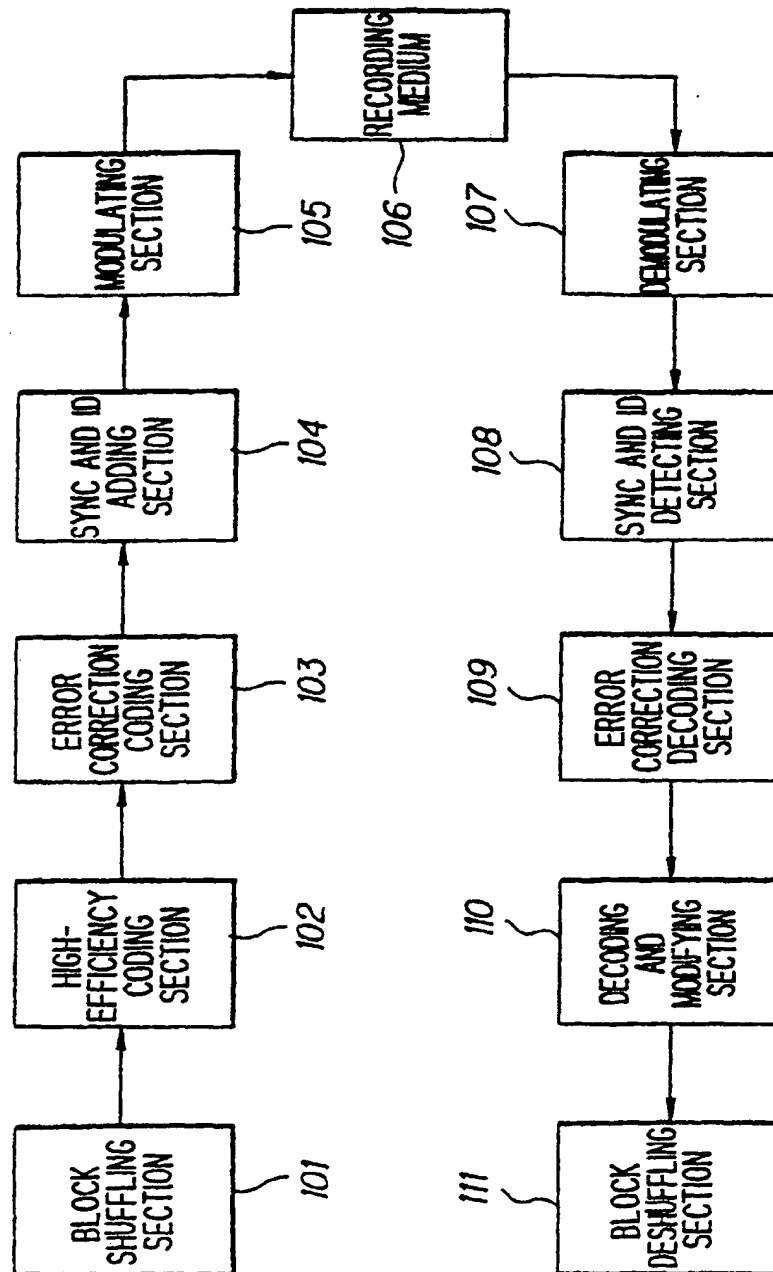 BLOCK
SHUFFLING
SECTION
101
HIGH-
EFFICIENCY
CODING
SECTION
102
ERROR
CORRECTION
CODING
SECTION
103
SYNC AND ID
ADDING
SECTION
104
MODULATING
SECTION
105
RECORDING
MEDIUM
106
DEMODULATING
SECTION
107
SYNC AND ID
DETECTING
SECTION
108
ERROR
CORRECTION
DECODING
SECTION
109
DECODING
AND
MODIFYING
SECTION
110
BLOCK
DESHUFFLING
SECTION
111